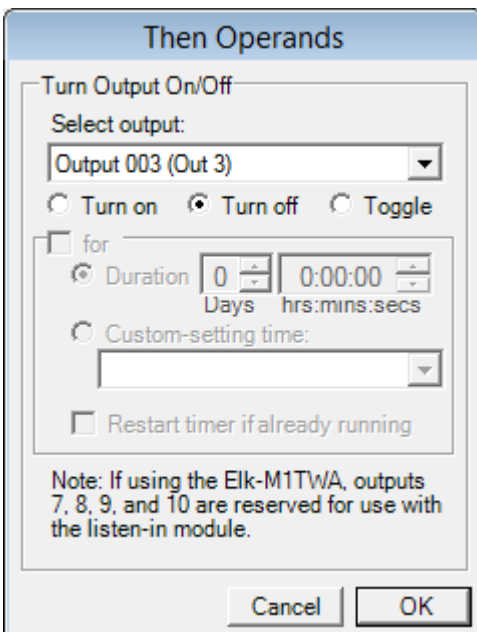 Then Operands
Turn Output On/Off
Select output:
Output 003 (Out 3)
Turn on Turn off Toggle
for
Duration 0 0:00:00
Days hrs:mins:secs
Custom-setting time:
Restart timer if already running
Note: If using the Elk-M1TWA, outputs
7, 8, 9, and 10 are reserved for use with
the listen-in module.
Cancel OK